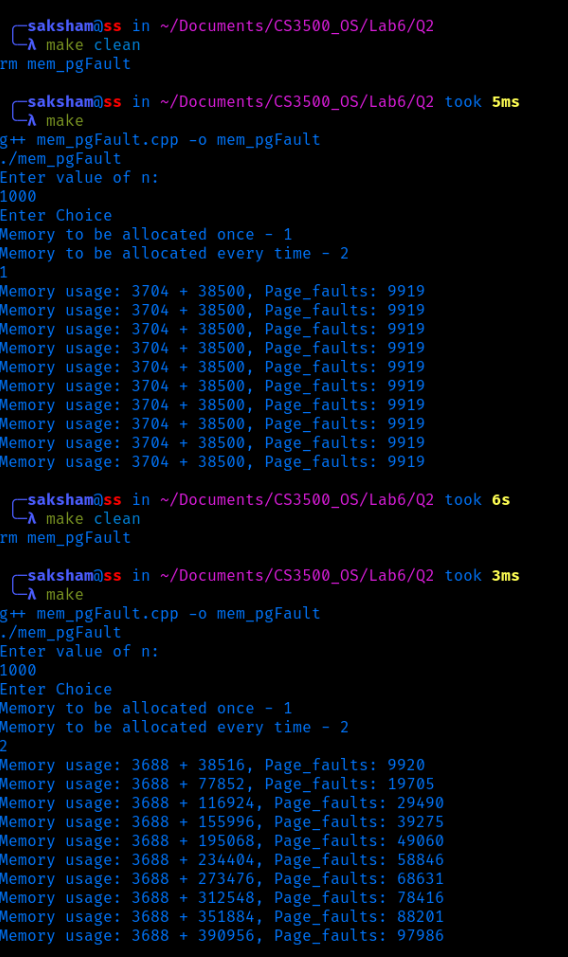 saksham@ss in ~/Documents/CS3500_OS/Lab6/Q2
λ make clean
rm mem_pgFault
saksham@ss in ~/Documents/CS3500_OS/Lab6/Q2 took 5ms
λ make
g++ mem_pgFault.cpp -o mem_pgFault
./mem_pgFault
Enter value of n:
1000
Enter Choice
Memory to be allocated once - 1
Memory to be allocated every time - 2
1
Memory usage: 3704 + 38500, Page_faults: 9919
Memory usage: 3704 + 38500, Page_faults: 9919
Memory usage: 3704 + 38500, Page_faults: 9919
Memory usage: 3704 + 38500, Page_faults: 9919
Memory usage: 3704 + 38500, Page_faults: 9919
Memory usage: 3704 + 38500, Page_faults: 9919
Memory usage: 3704 + 38500, Page_faults: 9919
Memory usage: 3704 + 38500, Page_faults: 9919
Memory usage: 3704 + 38500, Page_faults: 9919
Memory usage: 3704 + 38500, Page_faults: 9919
saksham@ss in ~/Documents/CS3500_OS/Lab6/Q2 took 6s
λ make clean
rm mem_pgFault
saksham@ss in ~/Documents/CS3500_OS/Lab6/Q2 took 3ms
λ make
g++ mem_pgFault.cpp -o mem_pgFault
./mem_pgFault
Enter value of n:
1000
Enter Choice
Memory to be allocated once - 1
Memory to be allocated every time - 2
2
Memory usage: 3688 + 38516, Page_faults: 9920
Memory usage: 3688 + 77852, Page_faults: 19705
Memory usage: 3688 + 116924, Page_faults: 29490
Memory usage: 3688 + 155996, Page_faults: 39275
Memory usage: 3688 + 195068, Page_faults: 49060
Memory usage: 3688 + 234404, Page_faults: 58846
Memory usage: 3688 + 273476, Page_faults: 68631
Memory usage: 3688 + 312548, Page_faults: 78416
Memory usage: 3688 + 351884, Page_faults: 88201
Memory usage: 3688 + 390956, Page_faults: 97986